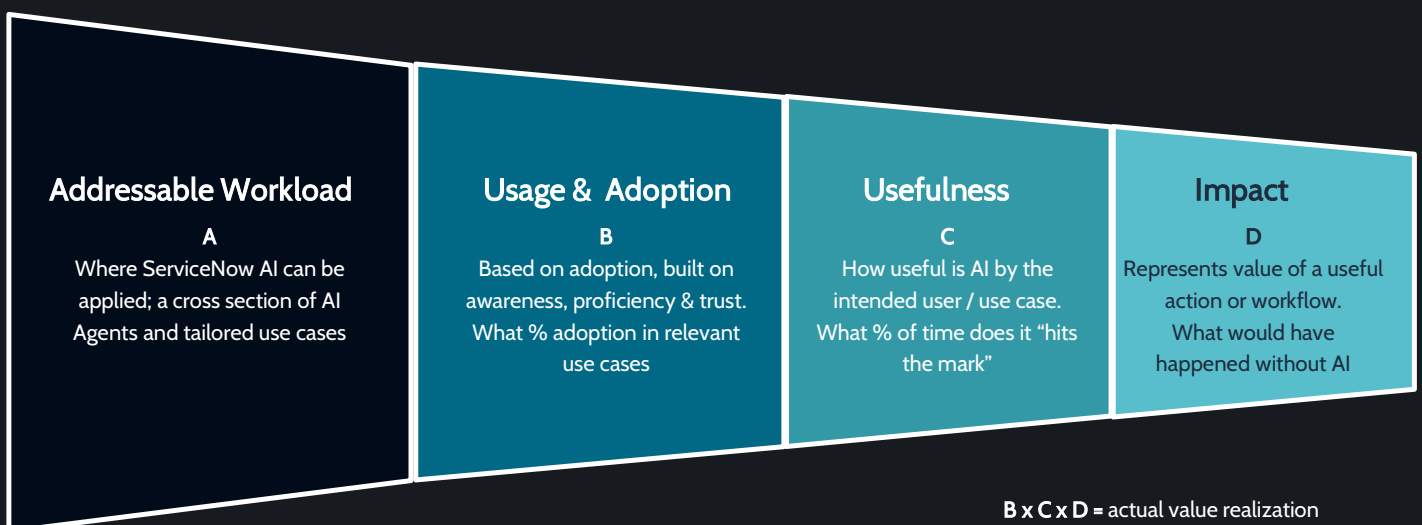 Addressable Workload
A
Where ServiceNow AI can be
applied; a cross section of AI
Agents and tailored use cases
Usage & Adoption
B
Based on adoption, built on
awareness, proficiency & trust.
What % adoption in relevant
use cases
Usefulness
C
How useful is AI by the
intended user / use case.
What % of time does it “hits
the mark”
Impact
D
Represents value of a useful
action or workflow.
What would have
happened without AI
B x C x D = actual value realization